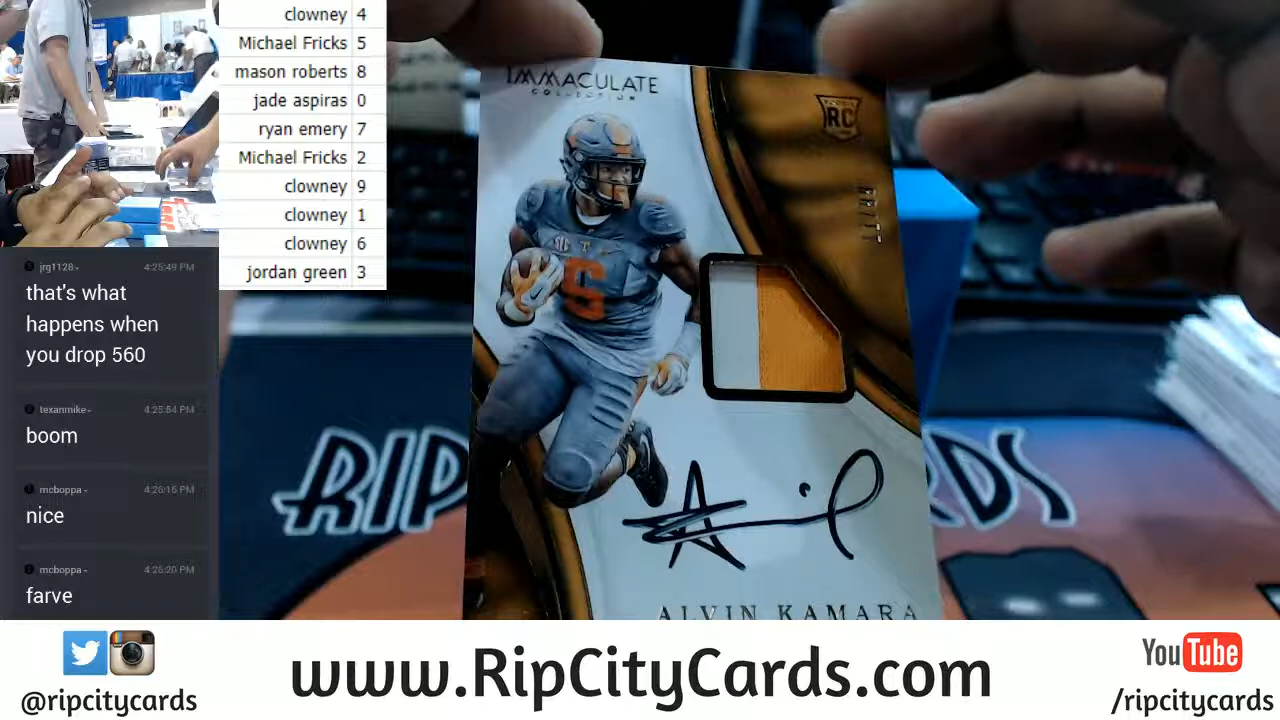 clowney 4
Michael Fricks 5
mason roberts 8
jade aspiras 0
ryan emery 7
Michael Fricks 2
clowney 9
clowney 1
clowney 6
jordan green 3
jrg1128 4:25:49 PM
that's what
happens when
you drop 560
texanmike 4:25:54 PM
boom
mcboppa 4:26:16 PM
nice
mcboppa 4:26:20 PM
farve
IMMACULATE
COLLECTION
RC
6
ALVIN KAMARA
RIP
RDS
www.RipCityCards.com
@ripcitycards
YouTube
/ripcitycards